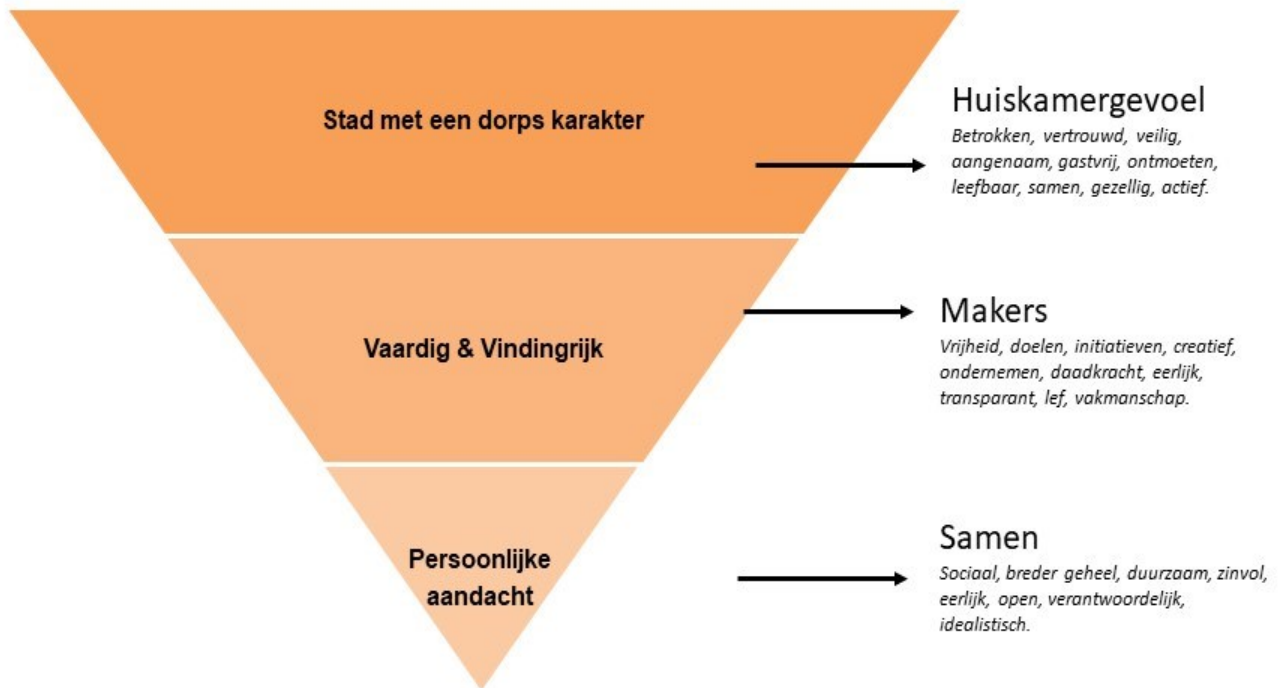 Stad met een dorps karakter
Huiskamergevoel
Betrokken, vertrouwd, veilig,
aangenaam, gastvrij, ontmoeten,
leefbaar, samen, gezellig, actief.
Vaardig & Vindingrijk
Makers
Vrijheid, doelen, initiatieven, creatief,
ondernemen, daadkracht, eerlijk,
transparant, lef, vakmanschap.
Persoonlijke
aandacht
Samen
Sociaal, breder geheel, duurzaam, zinvol,
eerlijk, open, verantwoordelijk,
idealistisch.